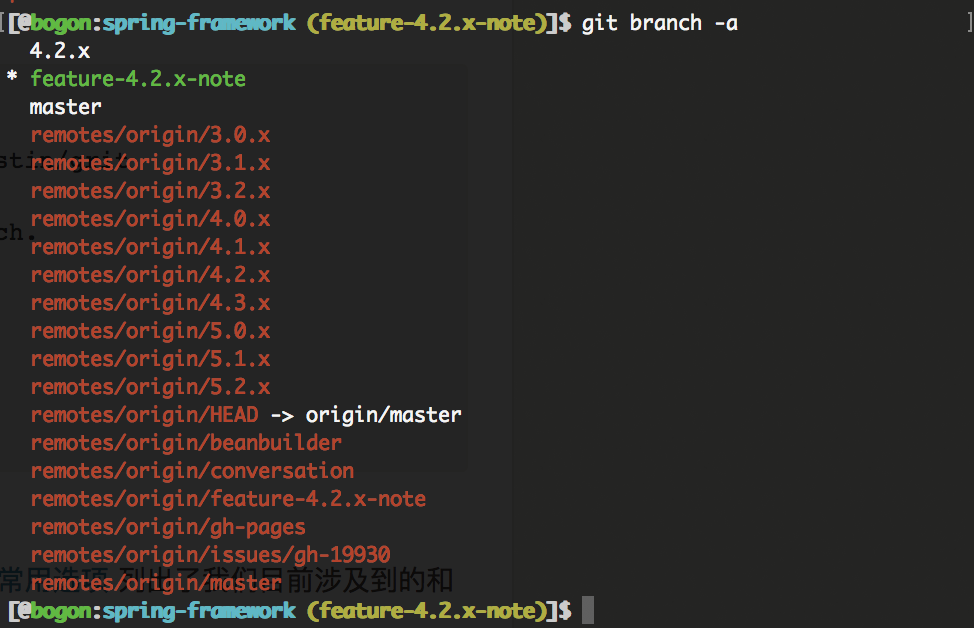 [[@bogon:spring-framework (feature-4.2.x-note)]$ git branch -a ]
4.2.x
* feature-4.2.x-note
master
remotes/origin/3.0.x
remotes/origin/3.1.x
remotes/origin/3.2.x
remotes/origin/4.0.x
ch.
remotes/origin/4.1.x
remotes/origin/4.2.x
remotes/origin/4.3.x
remotes/origin/5.0.x
remotes/origin/5.1.x
remotes/origin/5.2.x
remotes/origin/HEAD -> origin/master
remotes/origin/beanbuilder
remotes/origin/conversation
remotes/origin/feature-4.2.x-note
remotes/origin/gh-pages
remotes/origin/issues/gh-19930
常用选项,列出了我们目前涉及到的和
remotes/origin/master
[@bogon:spring-framework (feature-4.2.x-note)]$